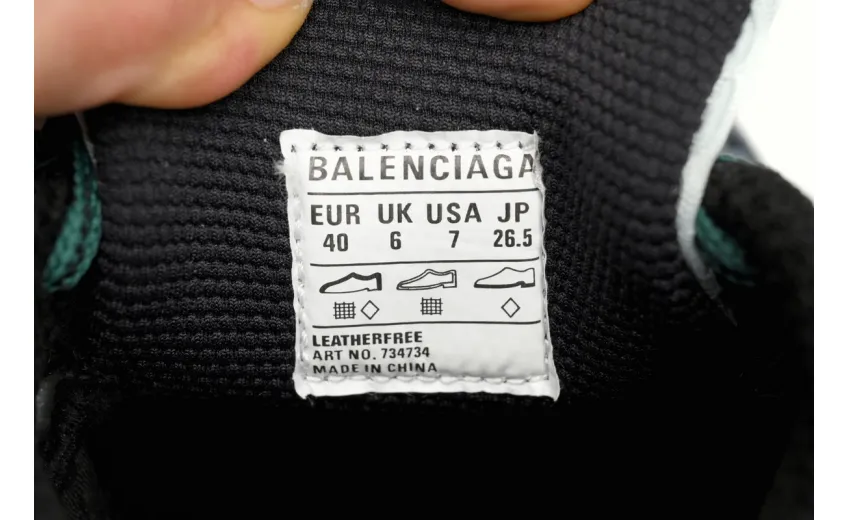 BALENCIAGA
EUR UK USA JP
40 6 7 26.5
LEATHERFREE
ART NO. 734734
MADE IN CHINA